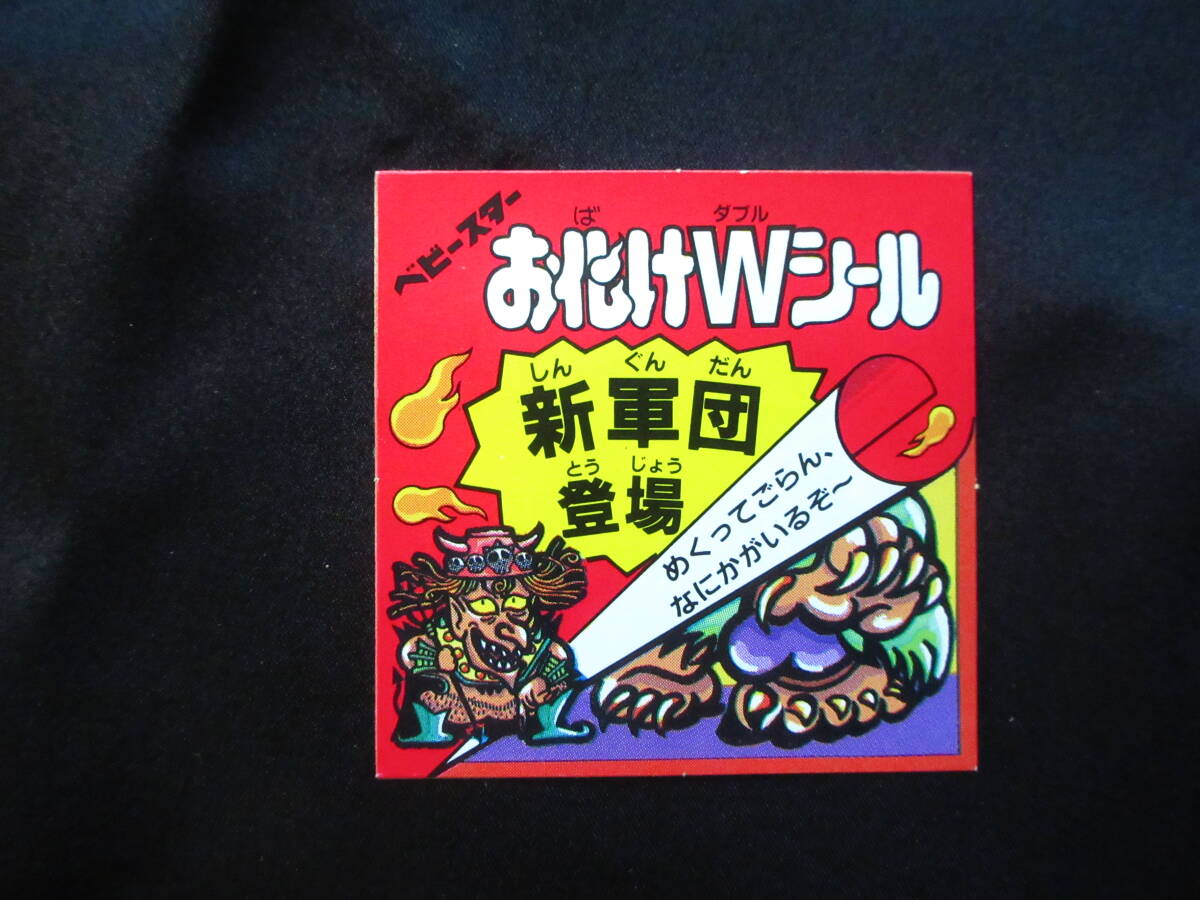 ベビースター
ば ダブル
お化けWシール
しん ぐん だん
新軍団
とう じょう
登場
めくってごらん、
なにかがいるぞ〜